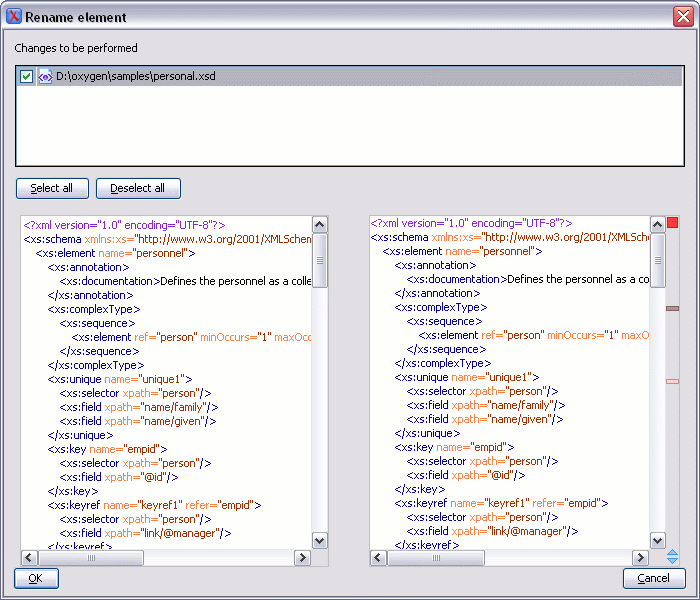 Rename element
Changes to be performed
D:\oxygen\samples\personal.xsd
Select all
Deselect all
<?xml version="1.0" encoding="UTF-8"?>
<xs:schema xmlns:xs="http://www.w3.org/2001/XMLSchem
<xs:element name="personnel">
<xs:annotation>
<xs:documentation>Defines the personnel as a colle
</xs:annotation>
<xs:complexType>
<xs:sequence>
<xs:element ref="person" minOccurs="1" maxOcc
</xs:sequence>
</xs:complexType>
<xs:unique name="unique1">
<xs:selector xpath="person"/>
<xs:field xpath="name/family"/>
<xs:field xpath="name/given"/>
</xs:unique>
<xs:key name="empid">
<xs:selector xpath="person"/>
<xs:field xpath="@id"/>
</xs:key>
<xs:keyref name="keyref1" refer="empid">
<xs:selector xpath="person"/>
<xs:field xpath="link/@manager"/>
</xs:keyref>
<?xml version="1.0" encoding="UTF-8"?>
<xs:schema xmlns:xs="http://www.w3.org/2001/XMLSchem
<xs:element name="personnel">
<xs:annotation>
<xs:documentation>Defines the personnel as a co
</xs:annotation>
<xs:complexType>
<xs:sequence>
<xs:element ref="person" minOccurs="1" maxO
</xs:sequence>
</xs:complexType>
<xs:unique name="unique1">
<xs:selector xpath="person"/>
<xs:field xpath="name/family"/>
<xs:field xpath="name/given"/>
</xs:unique>
<xs:key name="empid">
<xs:selector xpath="person"/>
<xs:field xpath="@id"/>
</xs:key>
<xs:keyref name="keyref1" refer="empid">
<xs:selector xpath="person"/>
<xs:field xpath="link/@manager"/>
</xs:keyref>
OK
Cancel